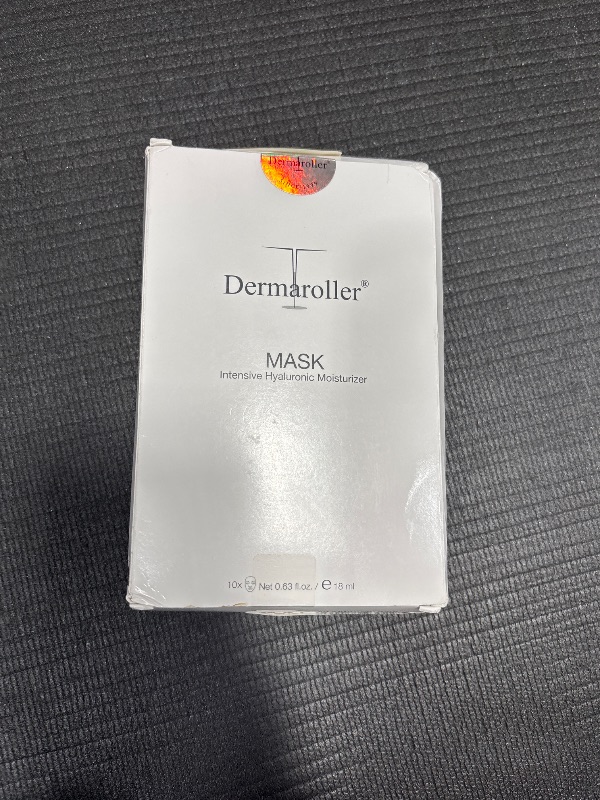 Dermaroller®
Dermaroller®
MASK
Intensive Hyaluronic Moisturizer
10x Net 0.63 fl.oz. / ℮ 18 ml